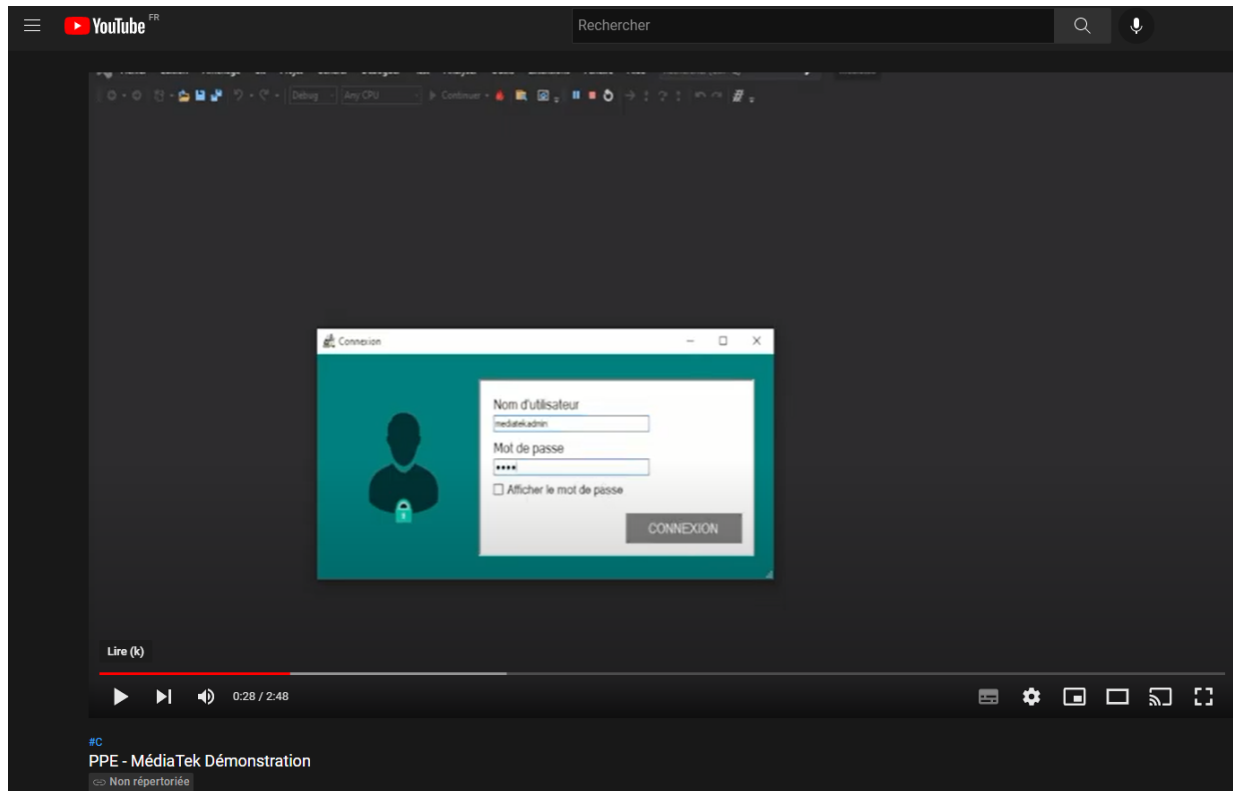 YouTube FR
Rechercher
Debug Any CPU Continuer
Connexion
Nom d'utilisateur
mediatekadmin
Mot de passe
••••
Afficher le mot de passe
CONNEXION
Lire (k)
0:28 / 2:48
#C
PPE - MédiaTek Démonstration
Non répertoriée